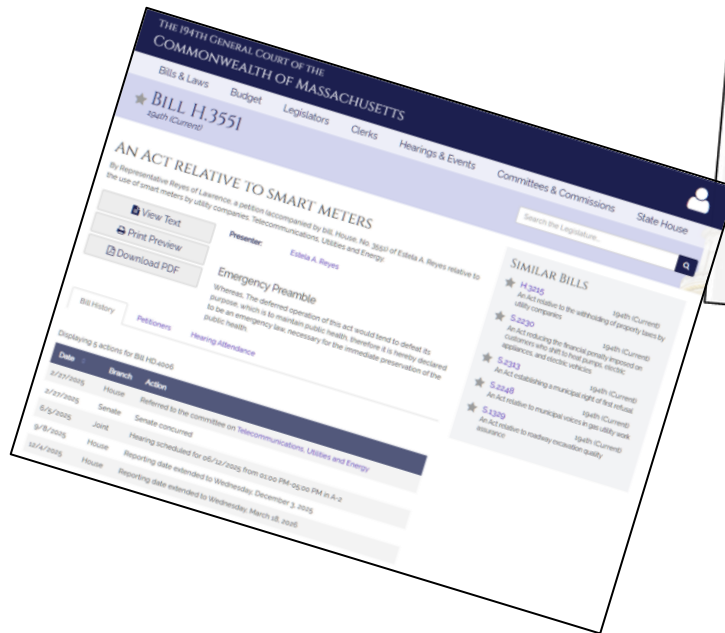 THE 194TH GENERAL COURT OF THE
COMMONWEALTH OF MASSACHUSETTS
Bills & Laws
Budget
Legislators
Clerks
Hearings & Events
Committees & Commissions
State House
BILL H.3551
194th (Current)
Search the Legislature...
AN ACT RELATIVE TO SMART METERS
By Representative Reyes of Lawrence, a petition (accompanied by bill, House, No. 3551) of Estela A. Reyes relative to
the use of smart meters by utility companies. Telecommunications, Utilities and Energy.
View Text
Print Preview
Download PDF
Presenter:
Estela A. Reyes
Emergency Preamble
Whereas, The deferred operation of this act would tend to defeat its
purpose, which is to maintain public health, therefore it is hereby declared
to be an emergency law, necessary for the immediate preservation of the
public health.
Bill History
Petitioners
Hearing Attendance
Displaying 5 actions for Bill HD.4006
Date Branch Action
2/27/2025 House Referred to the committee on Telecommunications, Utilities and Energy
2/27/2025 Senate Senate concurred
6/5/2025 Joint Hearing scheduled for 06/12/2025 from 01:00 PM-05:00 PM in A-2
9/8/2025 House Reporting date extended to Wednesday, December 3, 2025
12/4/2025 House Reporting date extended to Wednesday, March 18, 2026
SIMILAR BILLS
H.3215 194th (Current)
An Act relative to the withholding of property taxes by
utility companies
S.2230 194th (Current)
An Act reducing the financial penalty imposed on
customers who shift to heat pumps, electric
appliances, and electric vehicles
S.2313 194th (Current)
An Act establishing a municipal right of first refusal
S.2248 194th (Current)
An Act relative to municipal voices in gas utility work
S.1329 194th (Current)
An Act relative to roadway excavation quality
assurance